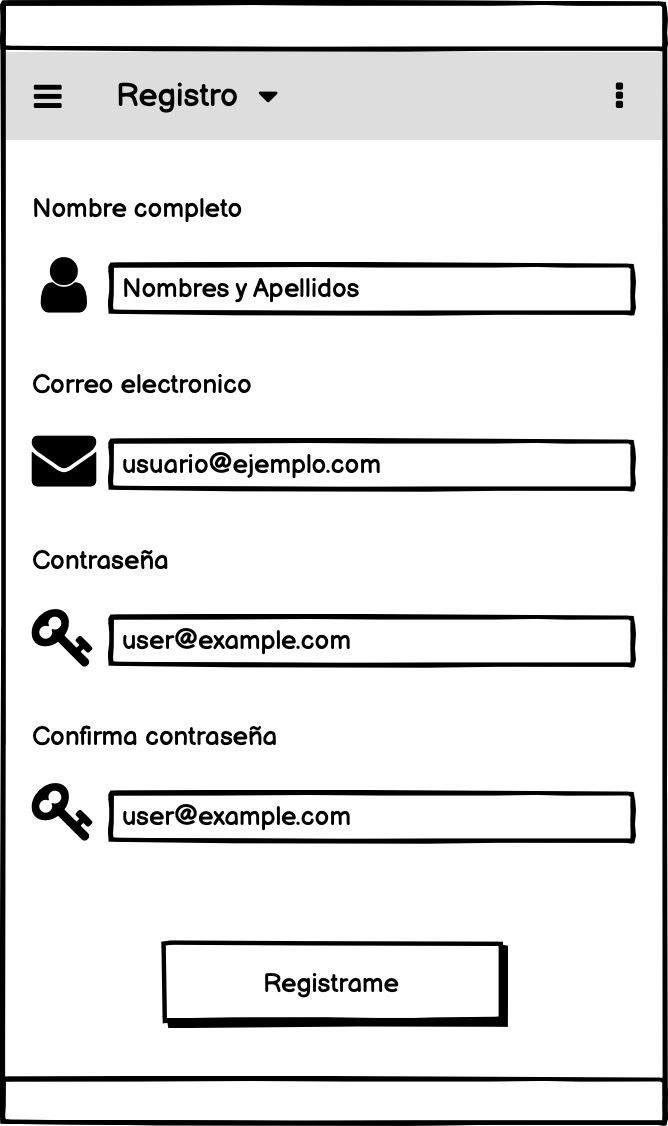 Registro
Nombre completo
Nombres y Apellidos
Correo electronico
usuario@ejemplo.com
Contraseña
user@example.com
Confirma contraseña
user@example.com
Registrame